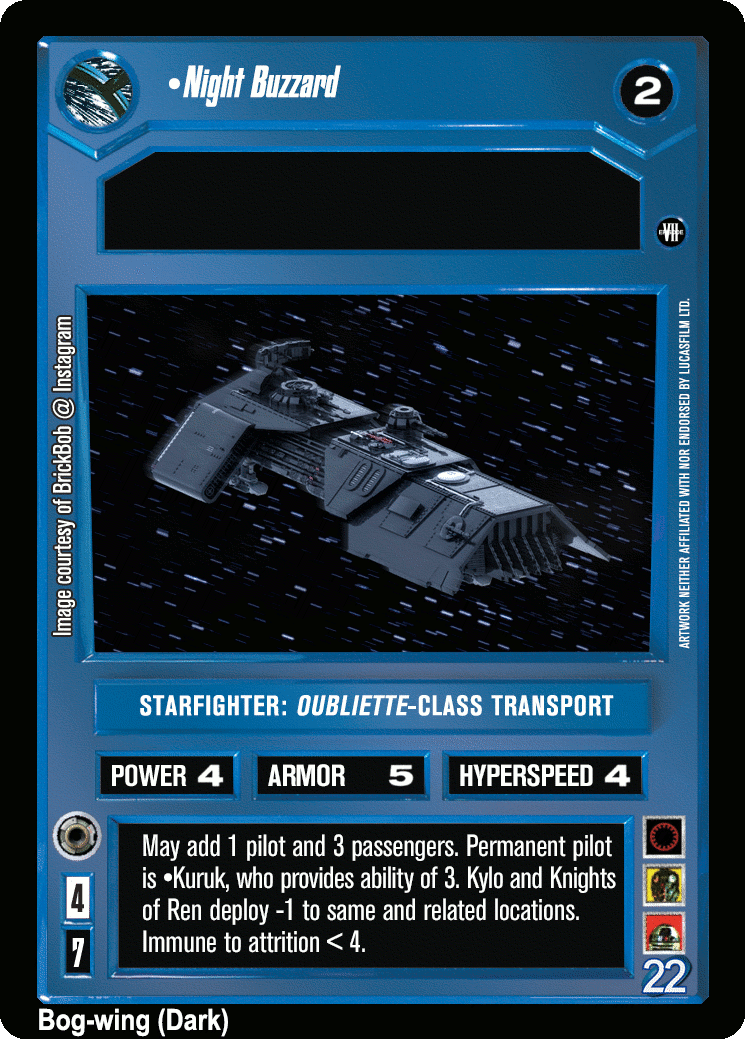 •Night Buzzard
2
EPISODE
VII
Image courtesy of BrickBob @ Instagram
ARTWORK NEITHER AFFILIATED WITH NOR ENDORSED BY LUCASFILM LTD.
STARFIGHTER: OUBLIETTE-CLASS TRANSPORT
POWER 4
ARMOR 5
HYPERSPEED 4
May add 1 pilot and 3 passengers. Permanent pilot
is •Kuruk, who provides ability of 3. Kylo and Knights
of Ren deploy -1 to same and related locations.
Immune to attrition < 4.
4
7
22
Bog-wing (Dark)